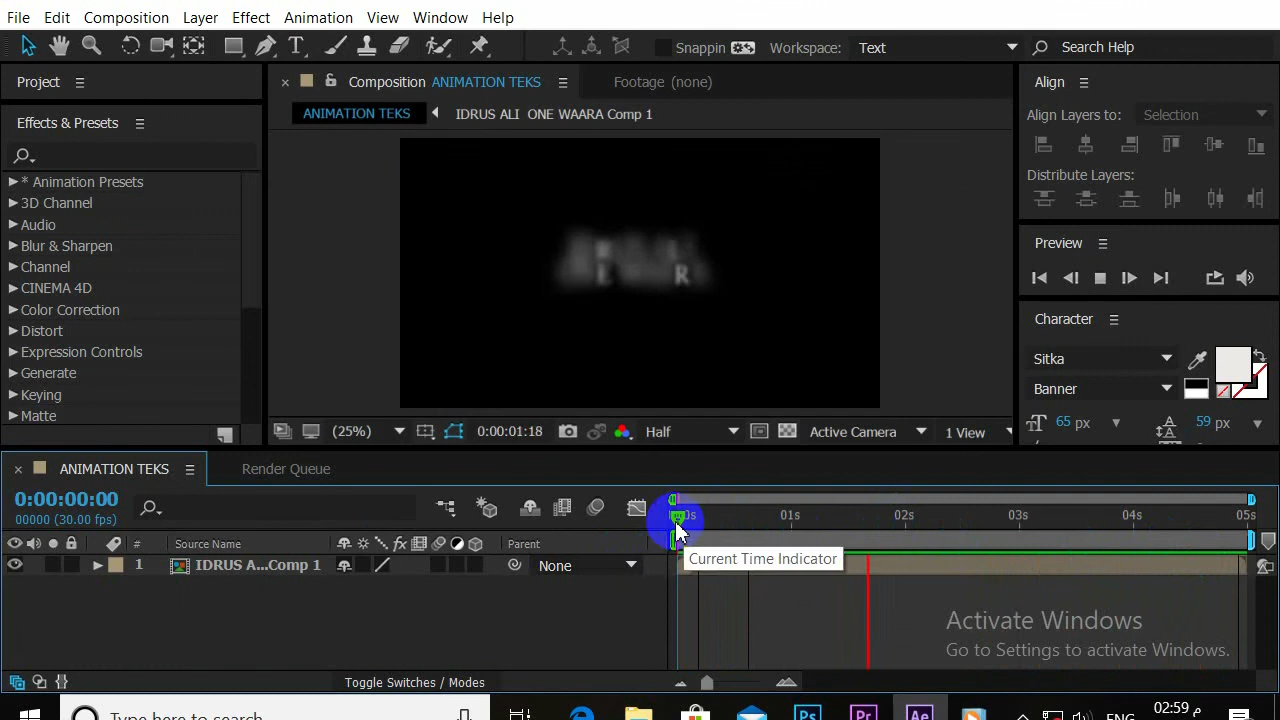 File Edit Composition Layer Effect Animation View Window Help
Snappin Workspace: Text Search Help
Project Composition ANIMATION TEKS Footage (none) Align
ANIMATION TEKS IDRUS ALI ONE WAARA Comp 1
Align Layers to: Selection
Effects & Presets
Distribute Layers:
* Animation Presets
3D Channel
Audio
Blur & Sharpen
Channel
CINEMA 4D
Color Correction
Distort
Expression Controls
Generate
Keying
Matte
Preview
Character
Sitka
Banner
65 px 59 px
(25%) 0:00:01:18 Half Active Camera 1 View
ANIMATION TEKS Render Queue
0:00:00:00
00000 (30.00 fps)
01s 02s 03s 04s 05s
# Source Name Parent
1 IDRUS A...Comp 1 None
Current Time Indicator
Activate Windows
Go to Settings to activate Windows.
Toggle Switches / Modes
Type here to search
Ps Pr Ae
02:59 م